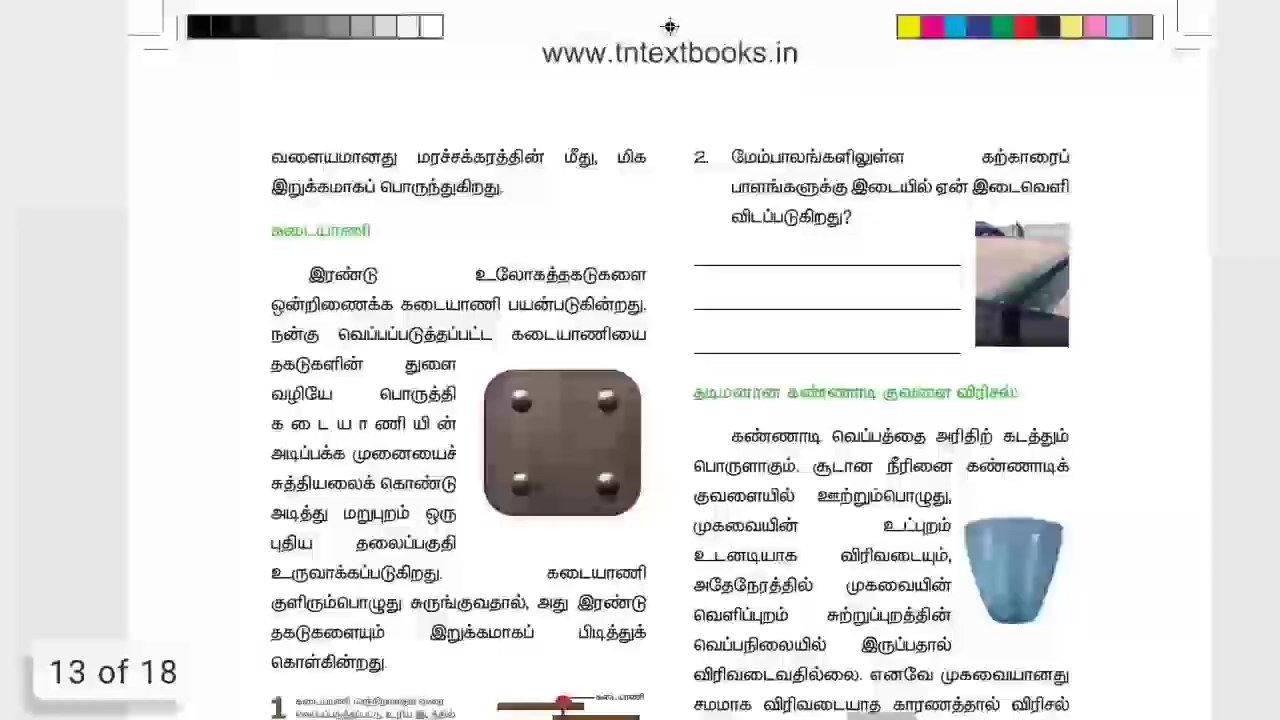 www.tntextbooks.in
வளையமானது மரச்சக்கரத்தின் மீது, மிக
இறுக்கமாகப் பொருந்துகிறது.
கடையாணி
இரண்டு உலோகத்தகடுகளை
ஒன்றிணைக்க கடையாணி பயன்படுகின்றது.
நன்கு வெப்பப்படுத்தப்பட்ட கடையாணியை
தகடுகளின் துளை
வழியே பொருத்தி
கடையாணியின்
அடிப்பக்க முனையைச்
சுத்தியலைக் கொண்டு
அடித்து மறுபுறம் ஒரு
புதிய தலைப்பகுதி
உருவாக்கப்படுகிறது. கடையாணி
குளிரும்பொழுது சுருங்குவதால், அது இரண்டு
தகடுகளையும் இறுக்கமாகப் பிடித்துக்
கொள்கின்றது.
1
கடையாணி
2. மேம்பாலங்களிலுள்ள கற்காரைப்
பாளங்களுக்கு இடையில் ஏன் இடைவெளி
விடப்படுகிறது?
தடிமனான கண்ணாடி குவளை விரிசல்
கண்ணாடி வெப்பத்தை அரிதிற் கடத்தும்
பொருளாகும். சூடான நீரினை கண்ணாடிக்
குவளையில் ஊற்றும்பொழுது,
முகவையின் உட்புறம்
உடனடியாக விரிவடையும்,
அதேநேரத்தில் முகவையின்
வெளிப்புறம் சுற்றுப்புறத்தின்
வெப்பநிலையில் இருப்பதால்
விரிவடைவதில்லை. எனவே முகவையானது
சமமாக விரிவடையாத காரணத்தால் விரிசல்
13 of 18